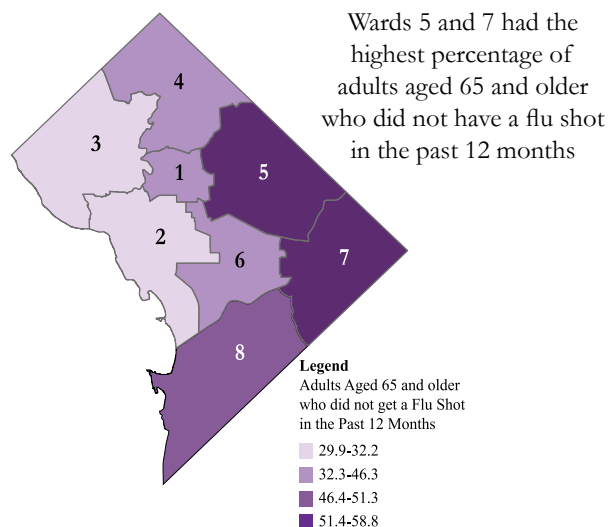 Wards 5 and 7 had the
highest percentage of
adults aged 65 and older
who did not have a flu shot
in the past 12 months
4
3
1
5
2
6
7
8
Legend
Adults Aged 65 and older
who did not get a Flu Shot
in the Past 12 Months
29.9-32.2
32.3-46.3
46.4-51.3
51.4-58.8